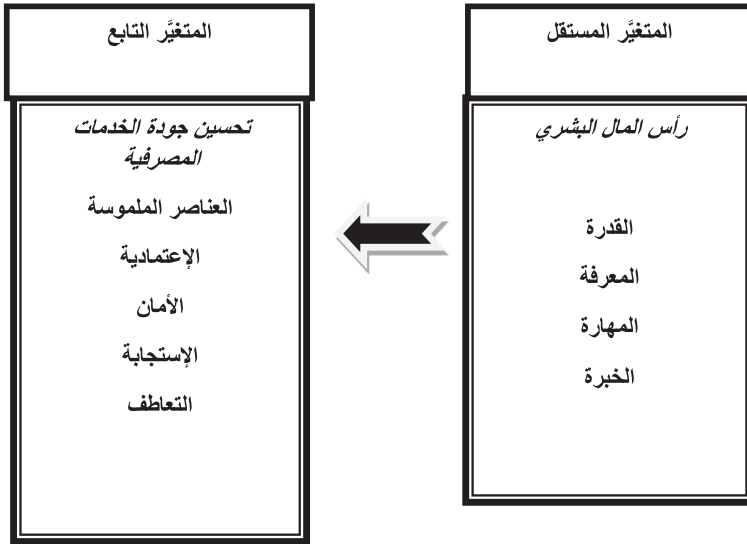 المتغيَّر المستقل
رأس المال البشري
القدرة
المعرفة
المهارة
الخبرة
المتغيَّر التابع
تحسين جودة الخدمات
المصرفية
العناصر الملموسة
الإعتمادية
الأمان
الإستجابة
التعاطف